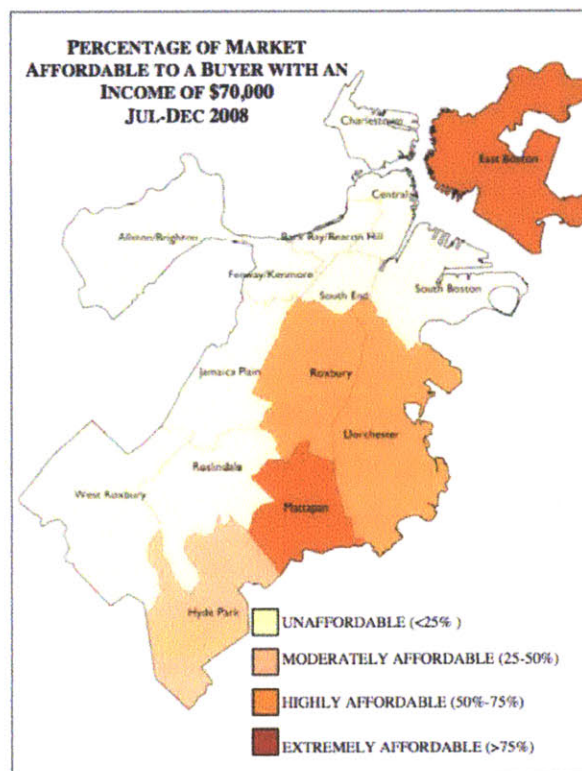 PERCENTAGE OF MARKET
AFFORDABLE TO A BUYER WITH AN
INCOME OF $70,000
JUL-DEC 2008
Charlestown
East Boston
Central
Allston/Brighton
Back Bay/Beacon Hill
Fenway/Kenmore
South End
South Boston
Jamaica Plain
Roxbury
Dorchester
Roslindale
West Roxbury
Mattapan
Hyde Park
UNAFFORDABLE (<25% )
MODERATELY AFFORDABLE (25-50%)
HIGHLY AFFORDABLE (50%-75%)
EXTREMELY AFFORDABLE (>75%)